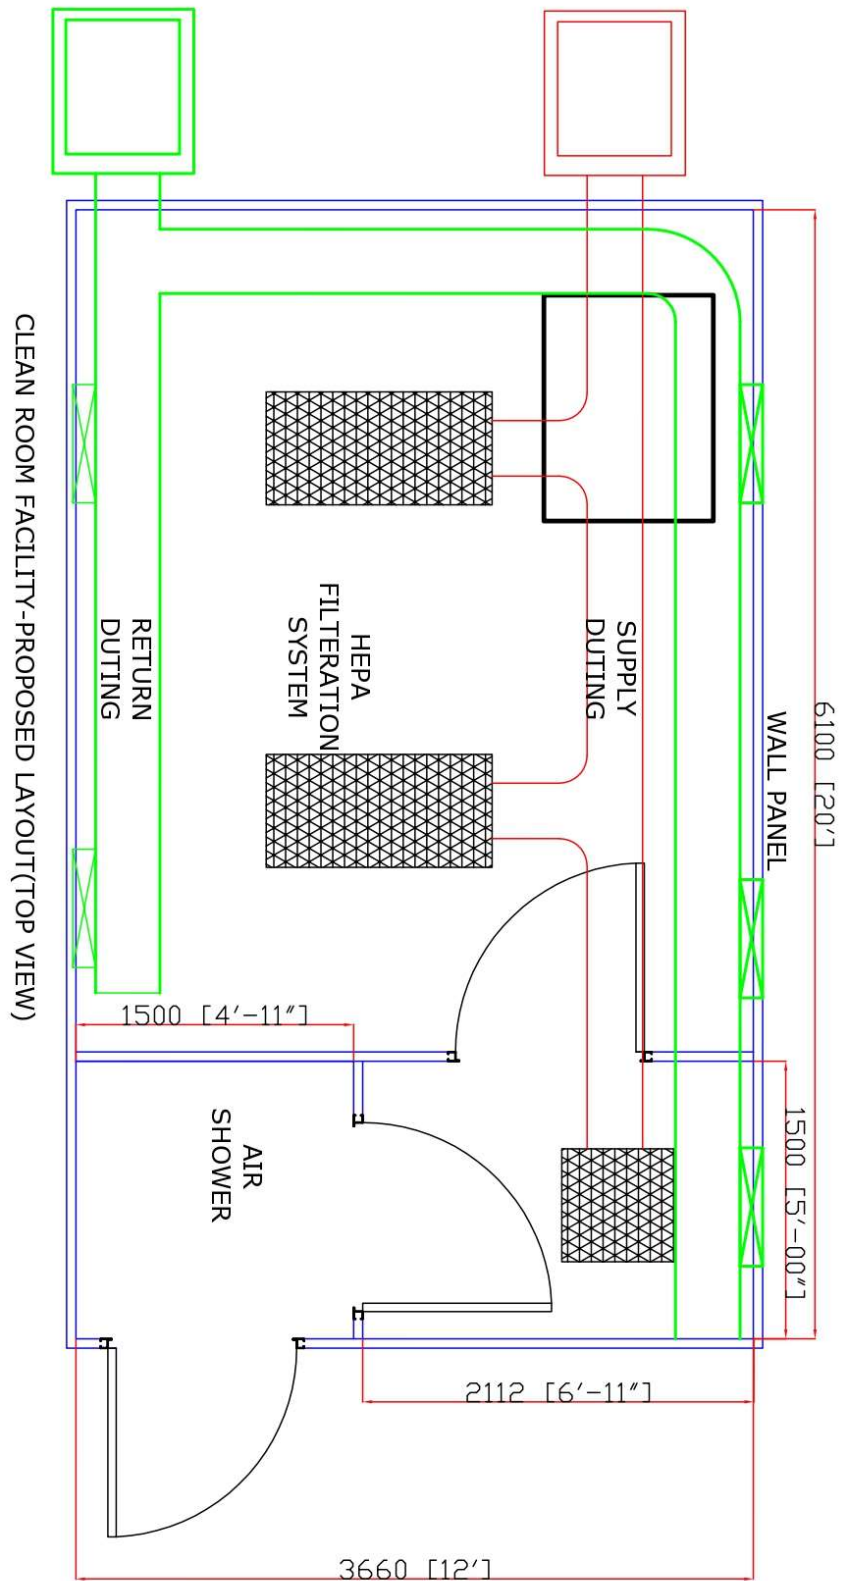 6100 [20']
WALL PANEL
SUPPLY
DUTING
HEPA
FILTERATION
SYSTEM
RETURN
DUTING
1500 [4'-11"]
1500 [5'-00"]
AIR
SHOWER
2112 [6'-11"]
3660 [12']
CLEAN ROOM FACILITY-PROPOSED LAYOUT(TOP VIEW)